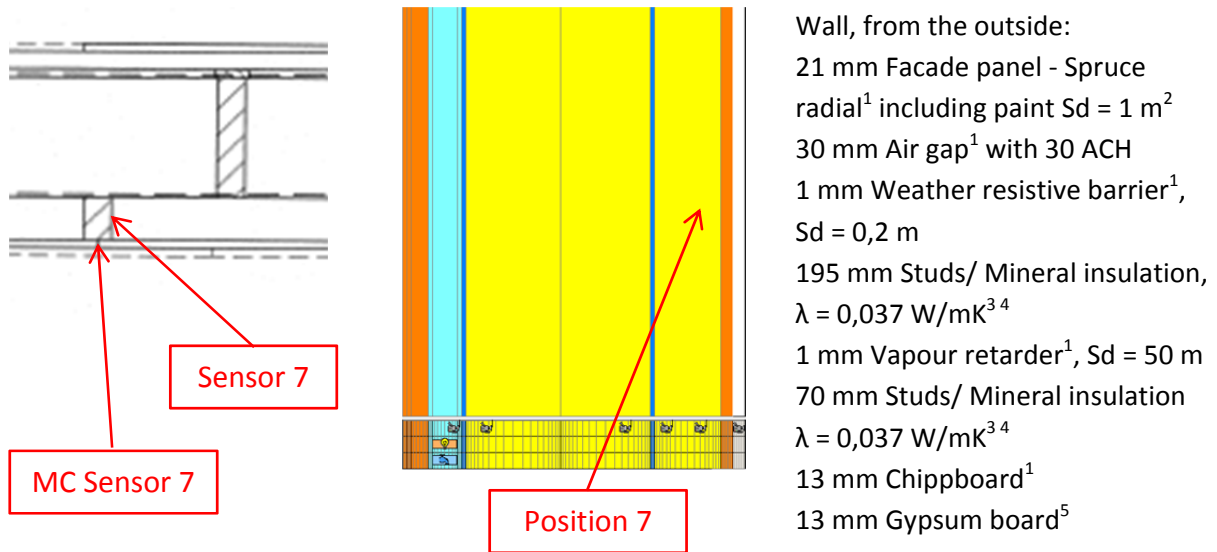 Sensor 7
MC Sensor 7
Position 7
Wall, from the outside:
21 mm Facade panel - Spruce
radial¹ including paint Sd = 1 m²
30 mm Air gap¹ with 30 ACH
1 mm Weather resistive barrier¹,
Sd = 0,2 m
195 mm Studs/ Mineral insulation,
λ = 0,037 W/mK³ ⁴
1 mm Vapour retarder¹, Sd = 50 m
70 mm Studs/ Mineral insulation
λ = 0,037 W/mK³ ⁴
13 mm Chippboard¹
13 mm Gypsum board⁵